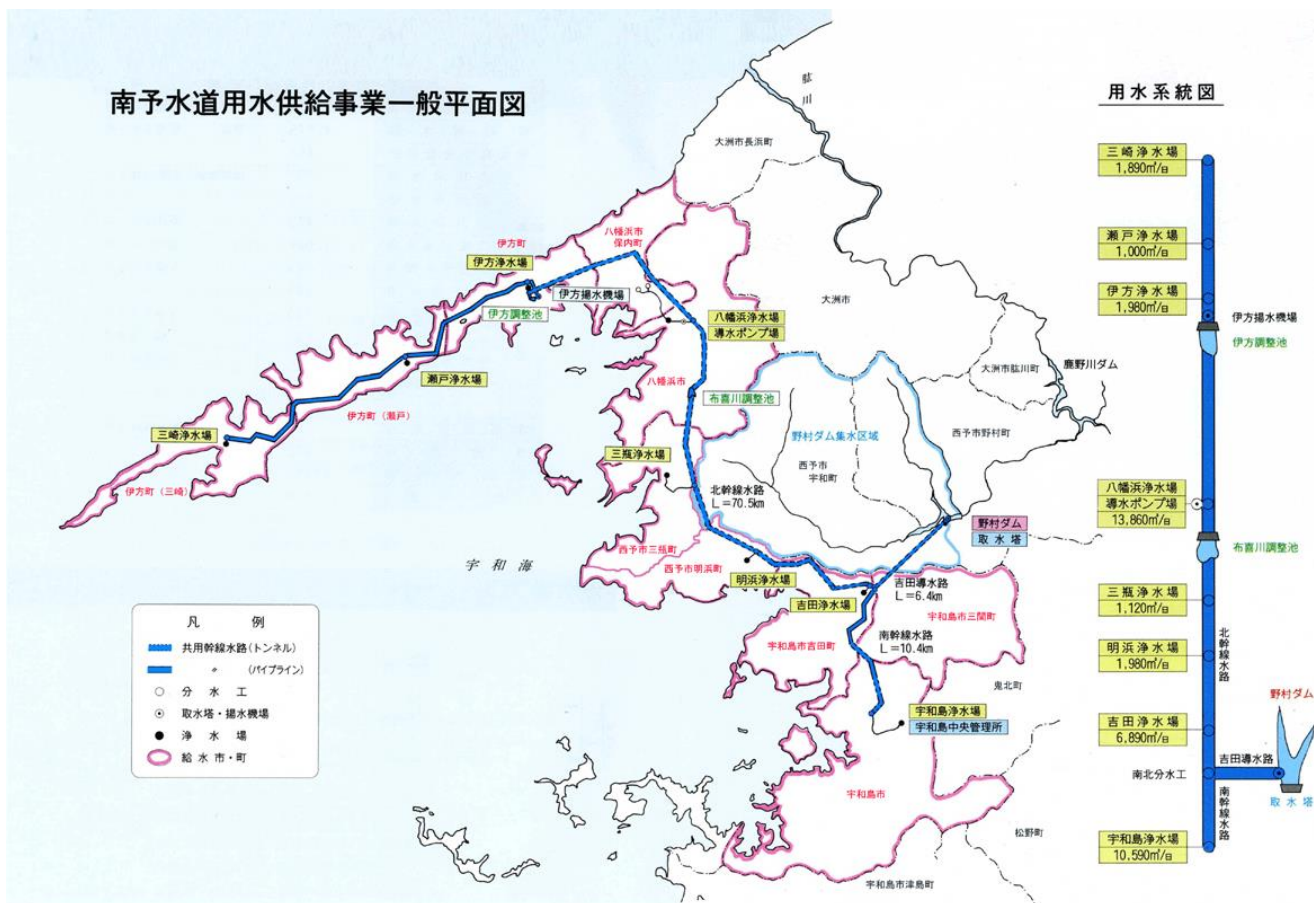 南予水道用水供給事業一般平面図
肱川
大洲市長浜町
八幡浜市
保内町
伊方町
伊方浄水場
伊方揚水機場
伊方調整池
大洲市
八幡浜浄水場
導水ポンプ場
大洲市肱川町
鹿野川ダム
瀬戸浄水場
八幡浜市
布喜川調整池
伊方町（瀬戸）
三崎浄水場
野村ダム集水区域
西予市野村町
三瓶浄水場
西予市
宇和町
伊方町（三崎）
北幹線水路
L＝70.5km
野村ダム
取水塔
西予市三瓶町
西予市明浜町
宇和海
明浜浄水場
吉田導水路
L＝6.4km
吉田浄水場
宇和島市三間町
南幹線水路
L＝10.4km
宇和島市吉田町
鬼北町
宇和島浄水場
宇和島中央管理所
宇和島市
松野町
宇和島市津島町
凡例
共用幹線水路(トンネル)
〃 (パイプライン)
分水工
取水塔・揚水機場
浄水場
給水市・町
用水系統図
三崎浄水場
1,890㎥/日
瀬戸浄水場
1,000㎥/日
伊方浄水場
1,980㎥/日
伊方揚水機場
伊方調整池
八幡浜浄水場
導水ポンプ場
13,860㎥/日
布喜川調整池
三瓶浄水場
1,120㎥/日
北幹線水路
明浜浄水場
1,980㎥/日
野村ダム
吉田浄水場
6,890㎥/日
吉田導水路
南北分水工
取水塔
南幹線水路
宇和島浄水場
10,590㎥/日